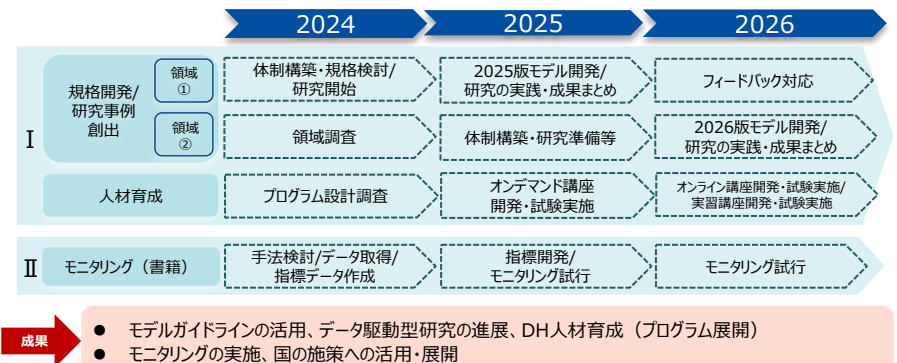 2024
2025
2026
Ⅰ
規格開発/
研究事例
創出
領域
①
体制構築・規格検討/
研究開始
2025版モデル開発/
研究の実践・成果まとめ
フィードバック対応
領域
②
領域調査
体制構築・研究準備等
2026版モデル開発/
研究の実践・成果まとめ
人材育成
プログラム設計調査
オンデマンド講座
開発・試験実施
オンライン講座開発・試験実施/
実習講座開発・試験実施
Ⅱ
モニタリング（書籍）
手法検討/データ取得/
指標データ作成
指標開発/
モニタリング試行
モニタリング試行
成果
● モデルガイドラインの活用、データ駆動型研究の進展、DH人材育成（プログラム展開）
● モニタリングの実施、国の施策への活用・展開